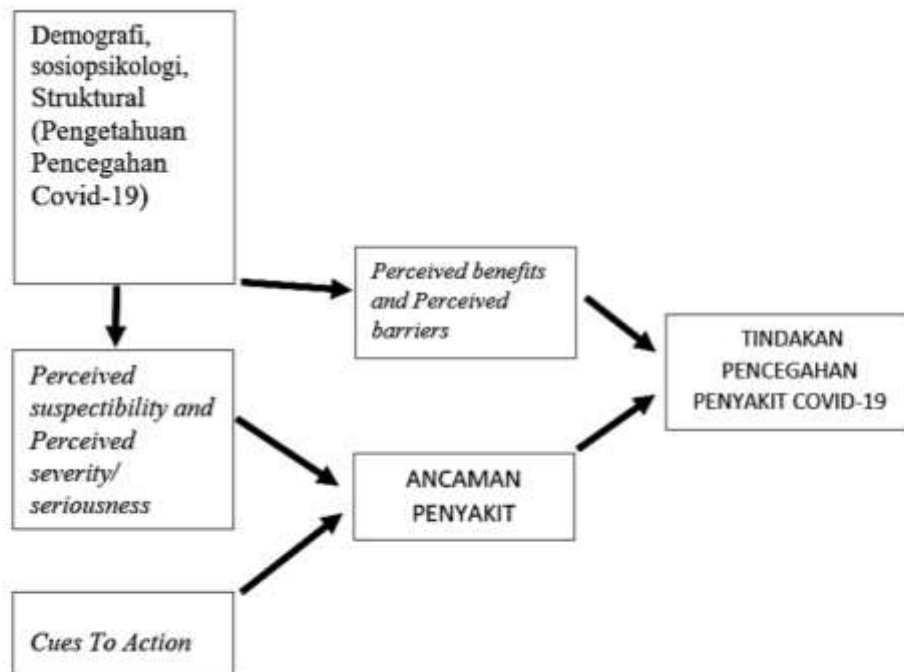 Demografi,
sosiopsikologi,
Struktural
(Pengetahuan
Pencegahan
Covid-19)
Perceived benefits
and Perceived
barriers
TINDAKAN
PENCEGAHAN
PENYAKIT COVID-19
Perceived
suspectibility and
Perceived
severity/
seriousness
ANCAMAN
PENYAKIT
Cues To Action